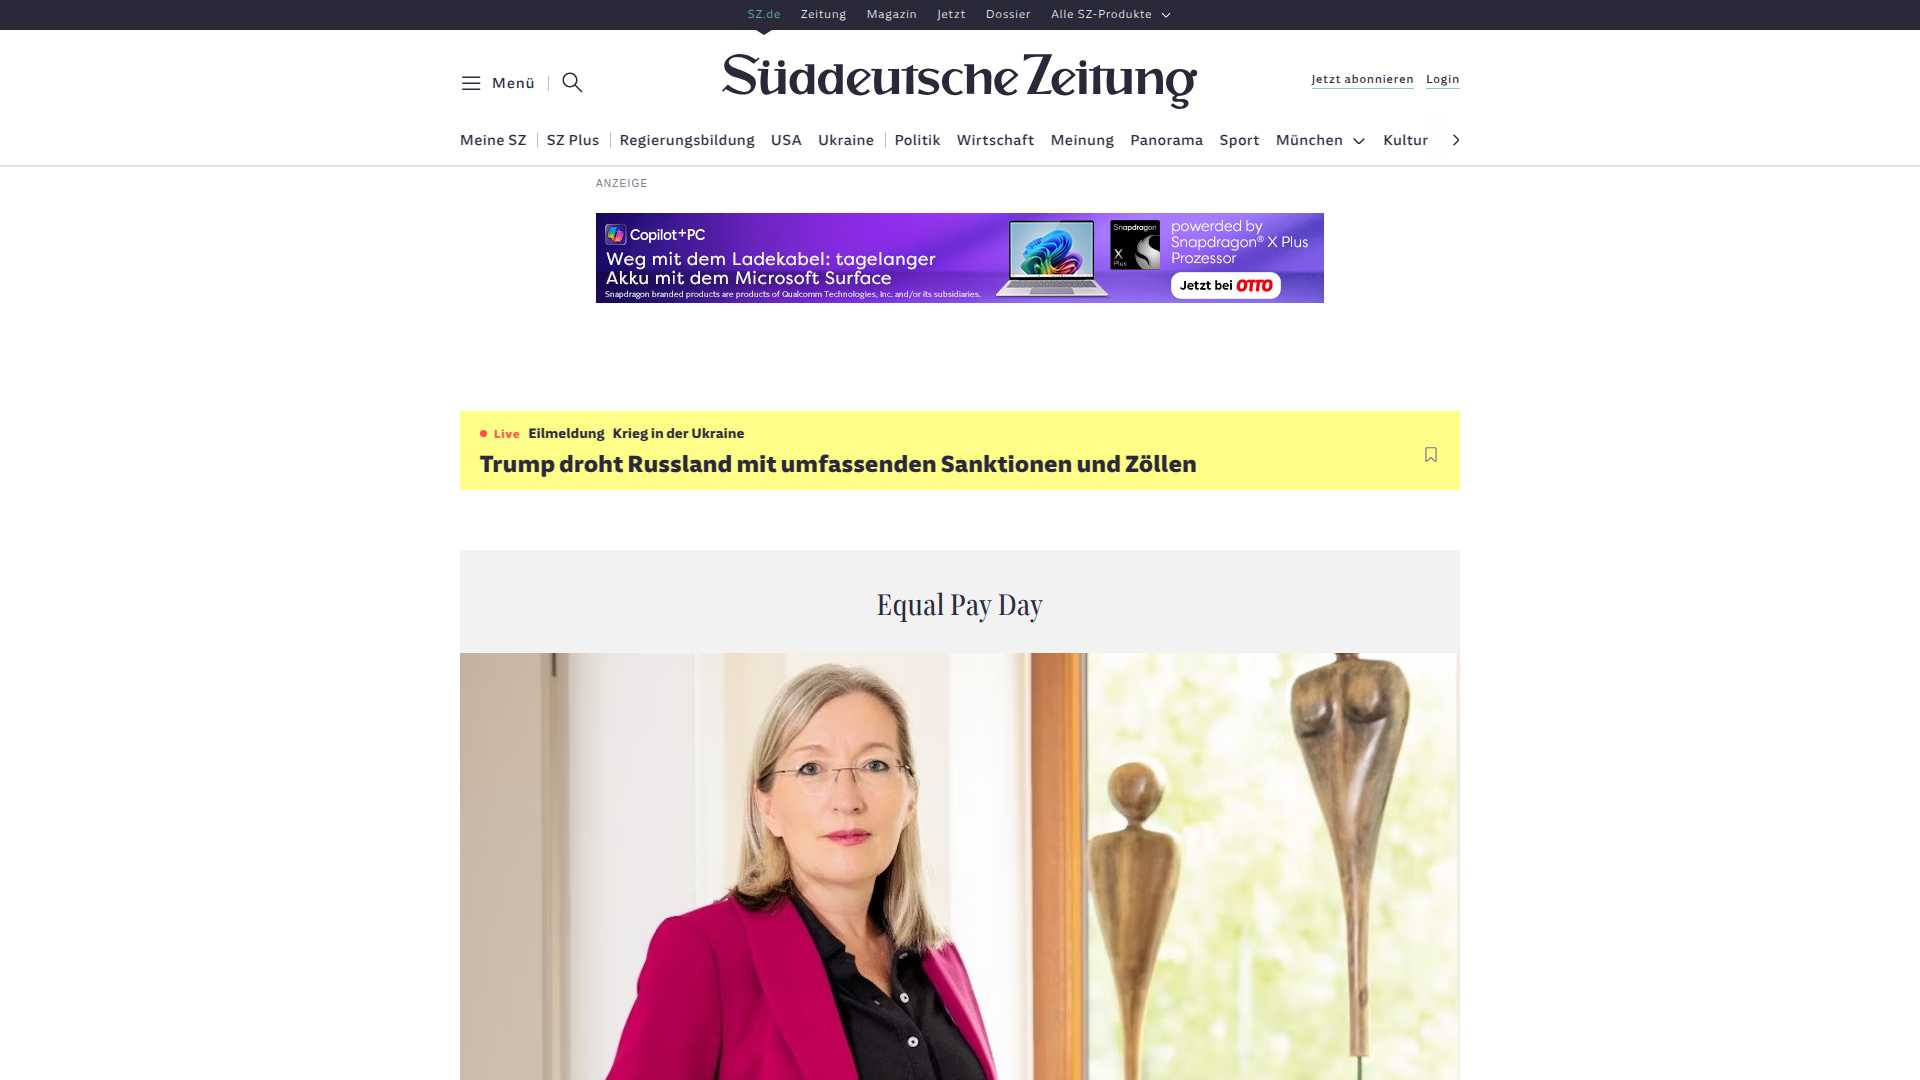 SZ.de Zeitung Magazin Jetzt Dossier Alle SZ-Produkte
Menü
Süddeutsche Zeitung
Jetzt abonnieren Login
Meine SZ SZ Plus Regierungsbildung USA Ukraine Politik Wirtschaft Meinung Panorama Sport München Kultur
ANZEIGE
Copilot+PC
Weg mit dem Ladekabel: tagelanger
Akku mit dem Microsoft Surface
Snapdragon branded products are products of Qualcomm Technologies, Inc. and/or its subsidiaries.
Snapdragon
X
Plus
powered by
Snapdragon® X Plus
Prozessor
Jetzt bei OTTO
Live Eilmeldung Krieg in der Ukraine
Trump droht Russland mit umfassenden Sanktionen und Zöllen
Equal Pay Day